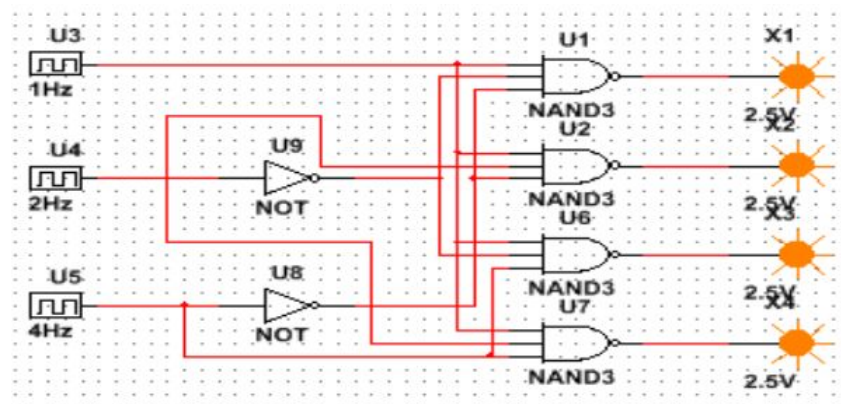 U3
1Hz
U4
2Hz
U5
4Hz
U9
NOT
U8
NOT
U1
NAND3
U2
NAND3
U6
NAND3
U7
NAND3
X1
2.5V
X2
2.5V
X3
2.5V
X4
2.5V